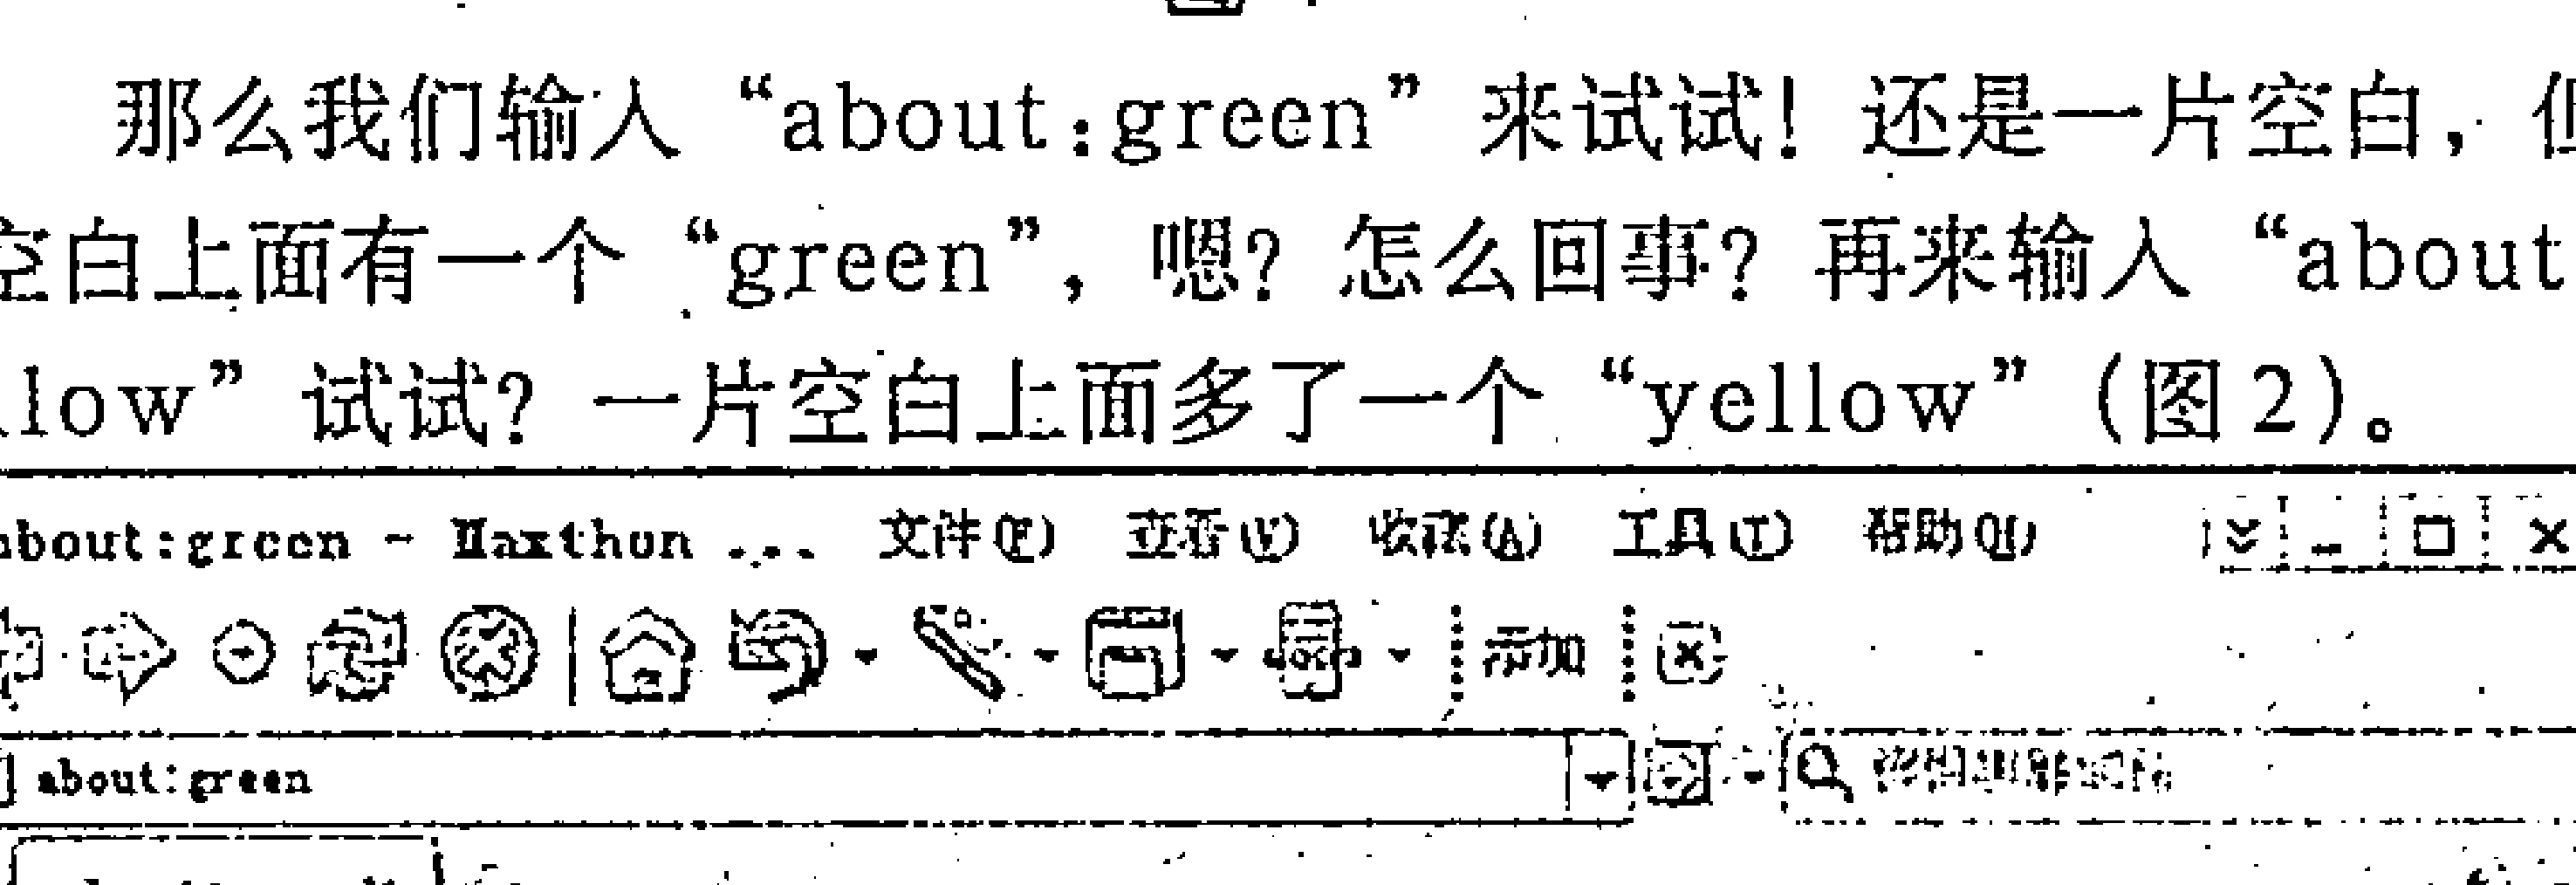 那么我们输入“about:green”来试试！还是一片空白，但
空白上面有一个“green”，嗯？怎么回事？再来输入“about
llow”试试？一片空白上面多了一个“yellow”（图2）。
about:green - Maxthon ... 文件(F) 查看(V) 收藏(A) 工具(T) 帮助(H)
添加
about:green